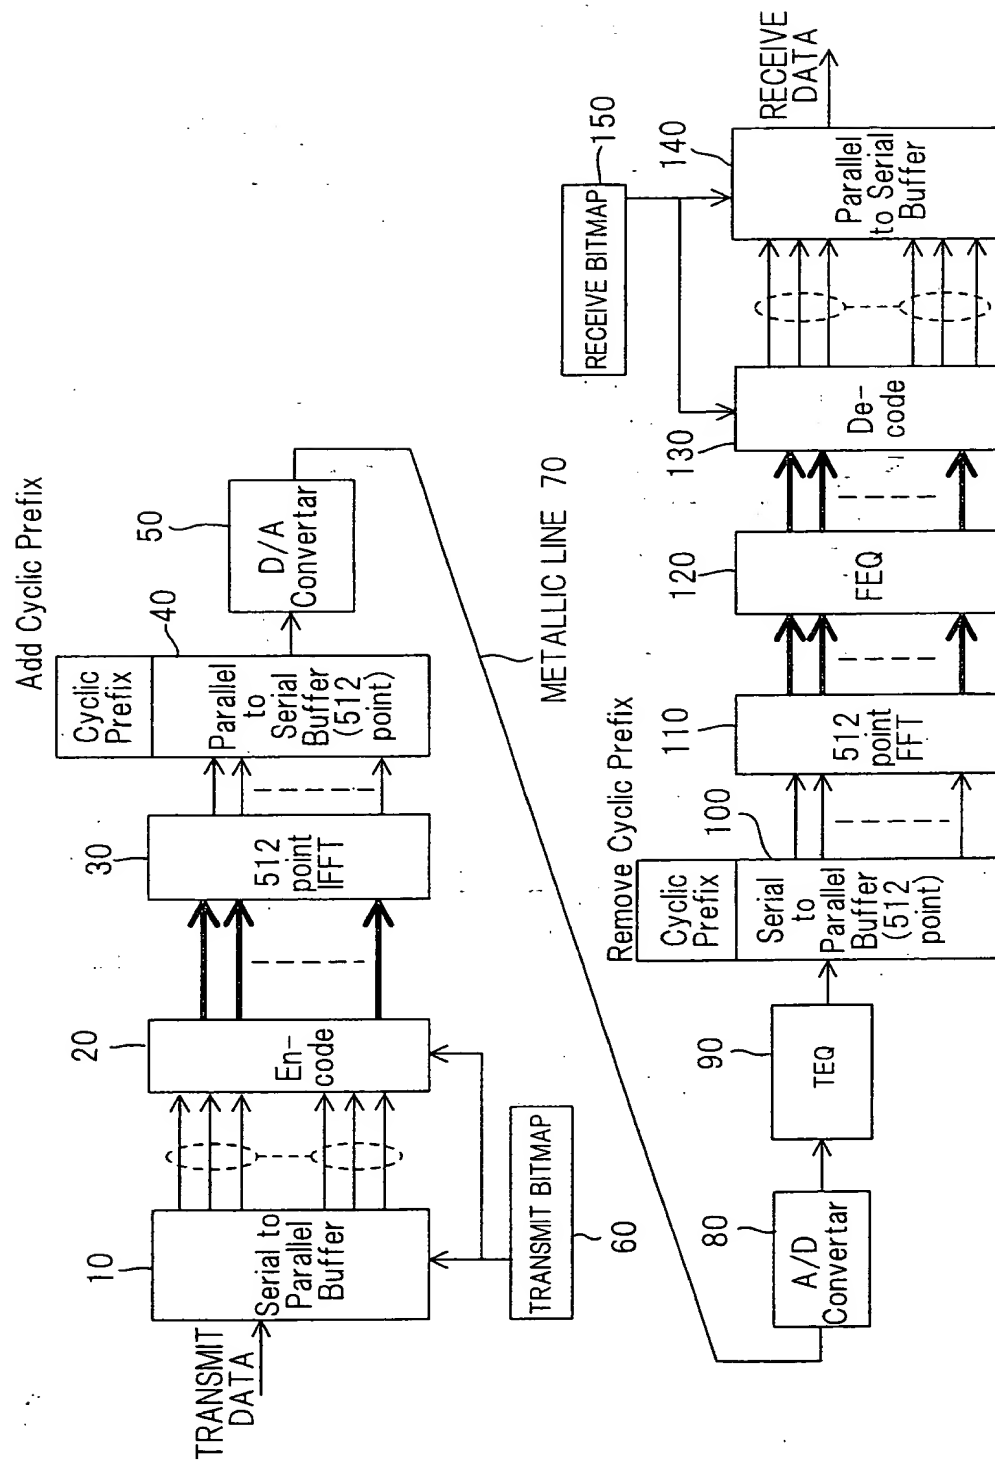 TRANSMIT
DATA
10
Serial to
Parallel
Buffer
20
En-
code
30
512
point
IFFT
Add Cyclic Prefix
Cyclic
Prefix
40
Parallel
to
Serial
Buffer
(512
point)
50
D/A
Convertar
TRANSMIT BITMAP
60
METALLIC LINE 70
80
A/D
Convertar
90
TEQ
Remove Cyclic Prefix
Cyclic
Prefix
100
Serial
to
Parallel
Buffer
(512
point)
110
512
point
FFT
120
FEQ
130
De-
code
RECEIVE BITMAP
150
140
Parallel
to Serial
Buffer
RECEIVE
DATA